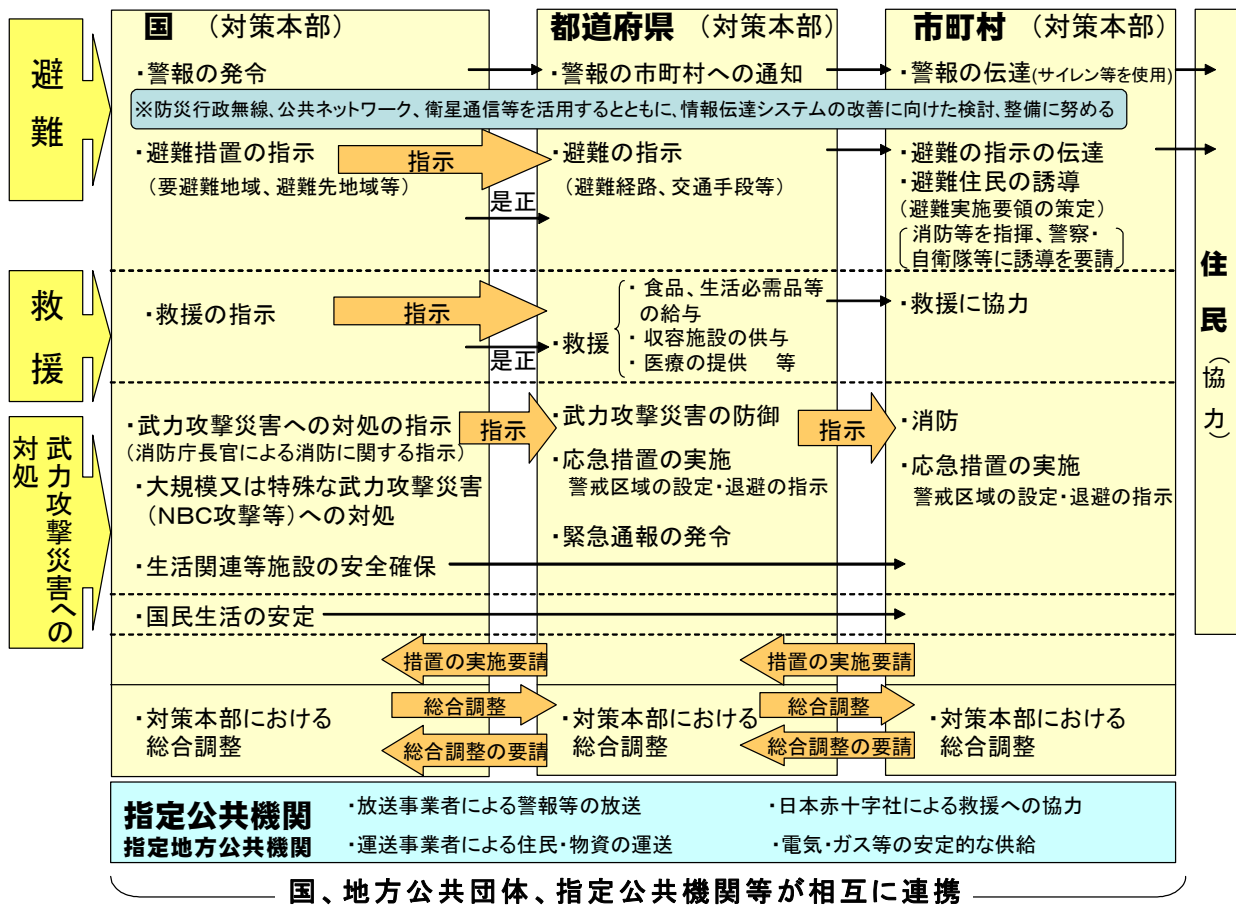 国 (対策本部)
都道府県 (対策本部)
市町村 (対策本部)
避難
・警報の発令
・警報の市町村への通知
・警報の伝達(サイレン等を使用)
※防災行政無線、公共ネットワーク、衛星通信等を活用するとともに、情報伝達システムの改善に向けた検討、整備に努める
・避難措置の指示
(要避難地域、避難先地域等)
指示
是正
・避難の指示
(避難経路、交通手段等)
・避難の指示の伝達
・避難住民の誘導
(避難実施要領の策定)
消防等を指揮、警察・
自衛隊等に誘導を要請
住民(協力)
救援
・救援の指示
指示
是正
・救援
・食品、生活必需品等
の給与
・収容施設の供与
・医療の提供 等
・救援に協力
武力攻撃災害への
対処
・武力攻撃災害への対処の指示
(消防庁長官による消防に関する指示)
・大規模又は特殊な武力攻撃災害
(NBC攻撃等)への対処
・生活関連等施設の安全確保
指示
・武力攻撃災害の防御
・応急措置の実施
警戒区域の設定・退避の指示
・緊急通報の発令
指示
・消防
・応急措置の実施
警戒区域の設定・退避の指示
・国民生活の安定
措置の実施要請
措置の実施要請
・対策本部における
総合調整
総合調整
総合調整の要請
・対策本部における
総合調整
総合調整
総合調整の要請
・対策本部における
総合調整
指定公共機関
指定地方公共機関
・放送事業者による警報等の放送
・日本赤十字社による救援への協力
・運送事業者による住民・物資の運送
・電気・ガス等の安定的な供給
国、地方公共団体、指定公共機関等が相互に連携